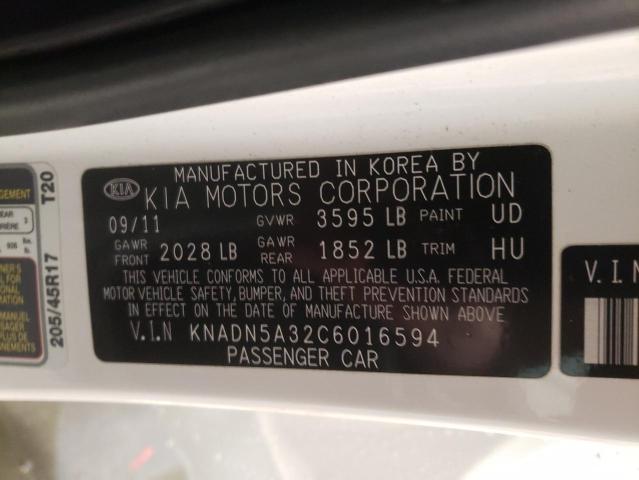 MANUFACTURED IN KOREA BY
KIA KIA MOTORS CORPORATION
09/11 GVWR 3595 LB PAINT UD
GAWR FRONT 2028 LB GAWR REAR 1852 LB TRIM HU
THIS VEHICLE CONFORMS TO ALL APPLICABLE U.S.A. FEDERAL
MOTOR VEHICLE SAFETY, BUMPER, AND THEFT PREVENTION
STANDARDS IN EFFECT ON THE DATE OF MANUFACTURE SHOWN ABOVE
V.I.N KNADN5A32C6016594
PASSENGER CAR
205/45R17 T20
V.I.N
MANUEL
PLUS